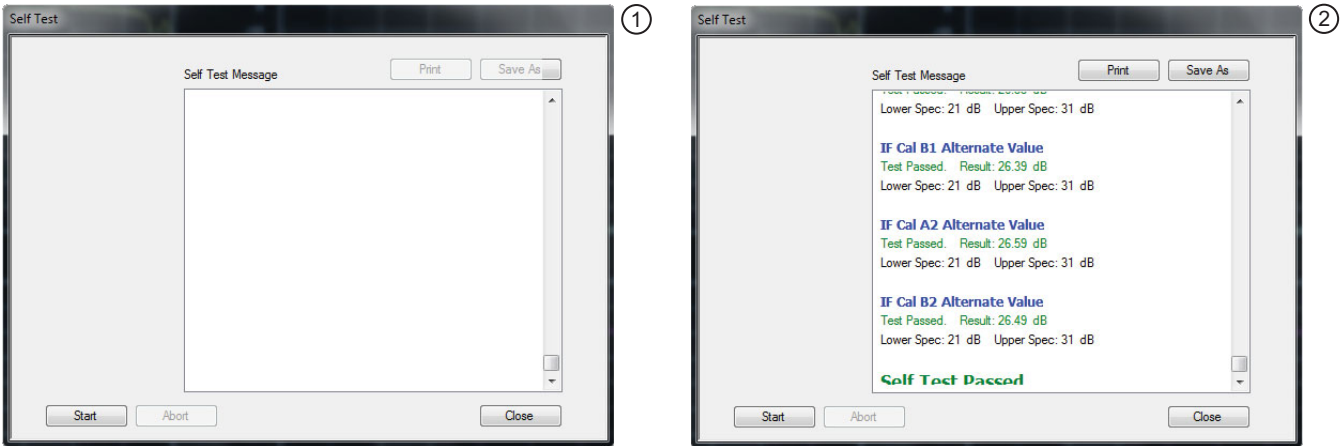 Self Test
1
Print
Save As
Self Test Message
Start
Abort
Close
Self Test
2
Print
Save As
Self Test Message
Test Passed. Result:
Lower Spec: 21 dB Upper Spec: 31 dB
IF Cal B1 Alternate Value
Test Passed. Result: 26.39 dB
Lower Spec: 21 dB Upper Spec: 31 dB
IF Cal A2 Alternate Value
Test Passed. Result: 26.59 dB
Lower Spec: 21 dB Upper Spec: 31 dB
IF Cal B2 Alternate Value
Test Passed. Result: 26.49 dB
Lower Spec: 21 dB Upper Spec: 31 dB
Self Test Passed
Start
Abort
Close